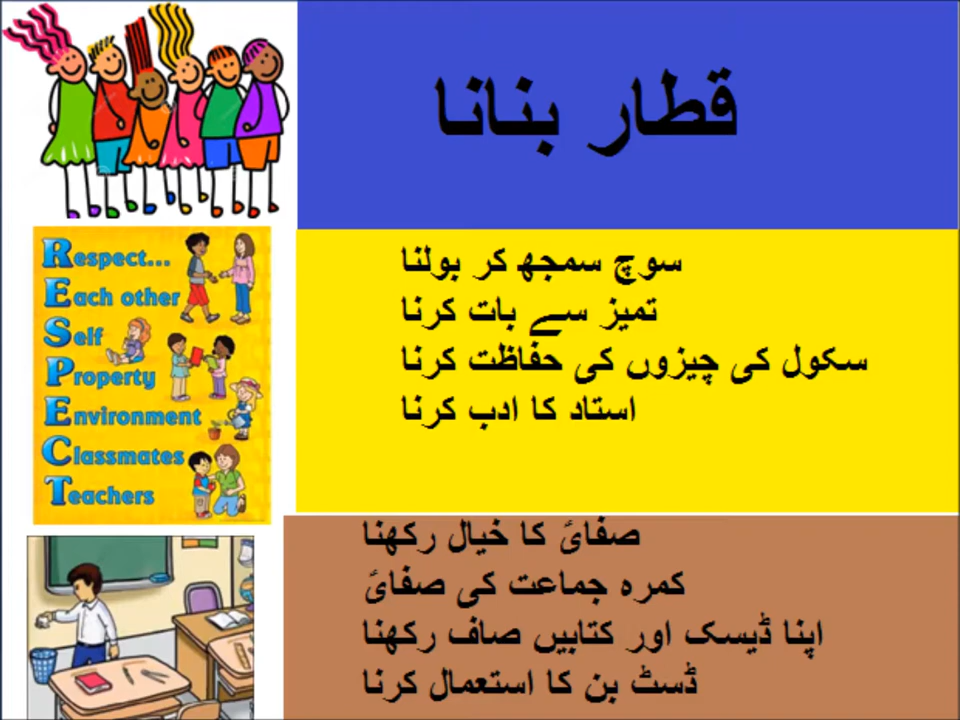 قطار بنانا
Respect...
Each other
Self
Property
Environment
Classmates
Teachers
سوچ سمجھ کر بولنا
تمیز سے بات کرنا
سکول کی چیزوں کی حفاظت کرنا
استاد کا ادب کرنا
صفائ کا خیال رکھنا
کمرہ جماعت کی صفائ
اپنا ڈیسک اور کتابیں صاف رکھنا
ڈسٹ بن کا استعمال کرنا